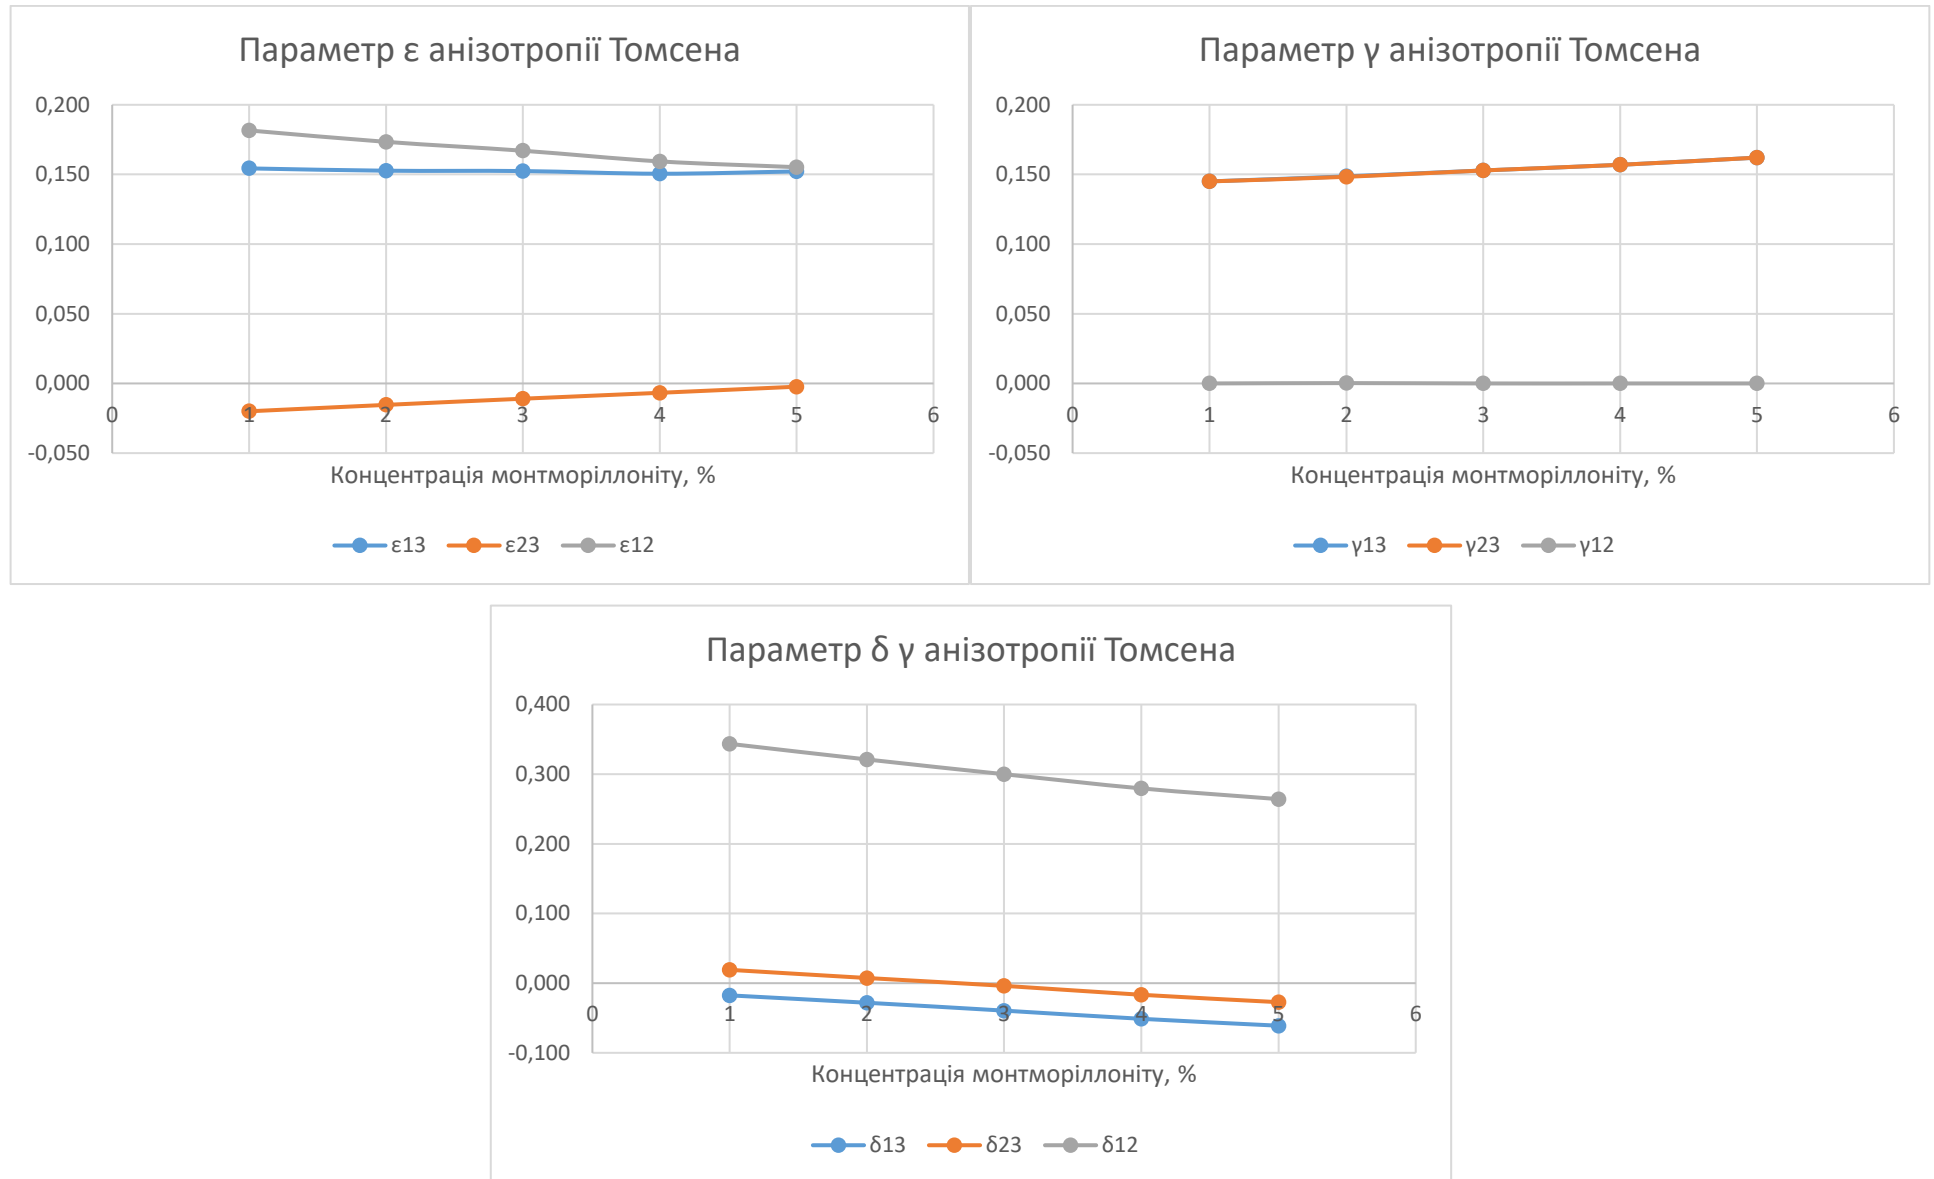 Параметр ε анізотропії Томсена
0,200
0,150
0,100
0,050
0,000
-0,050
0 1 2 3 4 5 6
Концентрація монтморіллоніту, %
ε13 ε23 ε12
Параметр γ анізотропії Томсена
0,200
0,150
0,100
0,050
0,000
-0,050
0 1 2 3 4 5 6
Концентрація монтморіллоніту, %
γ13 γ23 γ12
Параметр δ γ анізотропії Томсена
0,400
0,300
0,200
0,100
0,000
-0,100
0 1 2 3 4 5 6
Концентрація монтморіллоніту, %
δ13 δ23 δ12